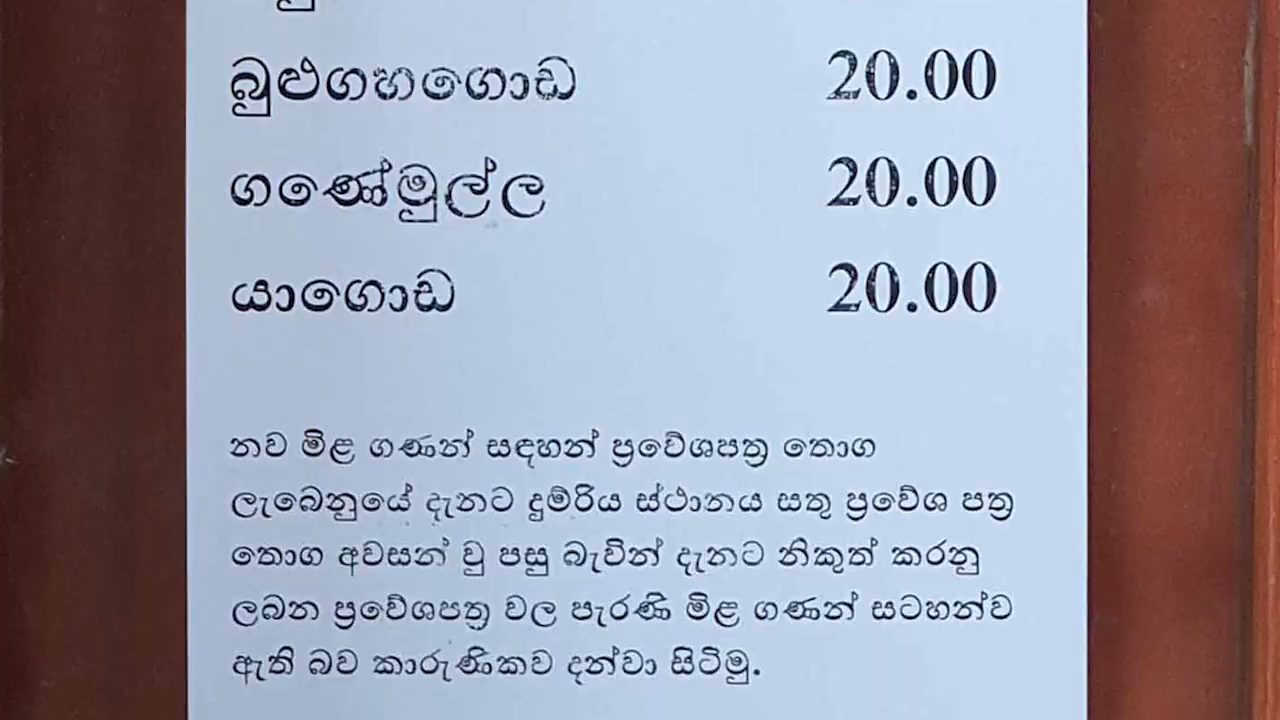 බුළුගහගොඩ 20.00
ගණේමුල්ල 20.00
යාගොඩ 20.00
නව මිළ ගණන් සඳහන් ප්‍රවේශපත්‍ර තොග
ලැබෙනුයේ දැනට දුම්රිය ස්ථානය සතු ප්‍රවේශ පත්‍ර
තොග අවසන් වු පසු බැවින් දැනට නිකුත් කරනු
ලබන ප්‍රවේශපත්‍ර වල පැරණි මිළ ගණන් සටහන්ව
ඇති බව කාරුණිකව දන්වා සිටිමු.